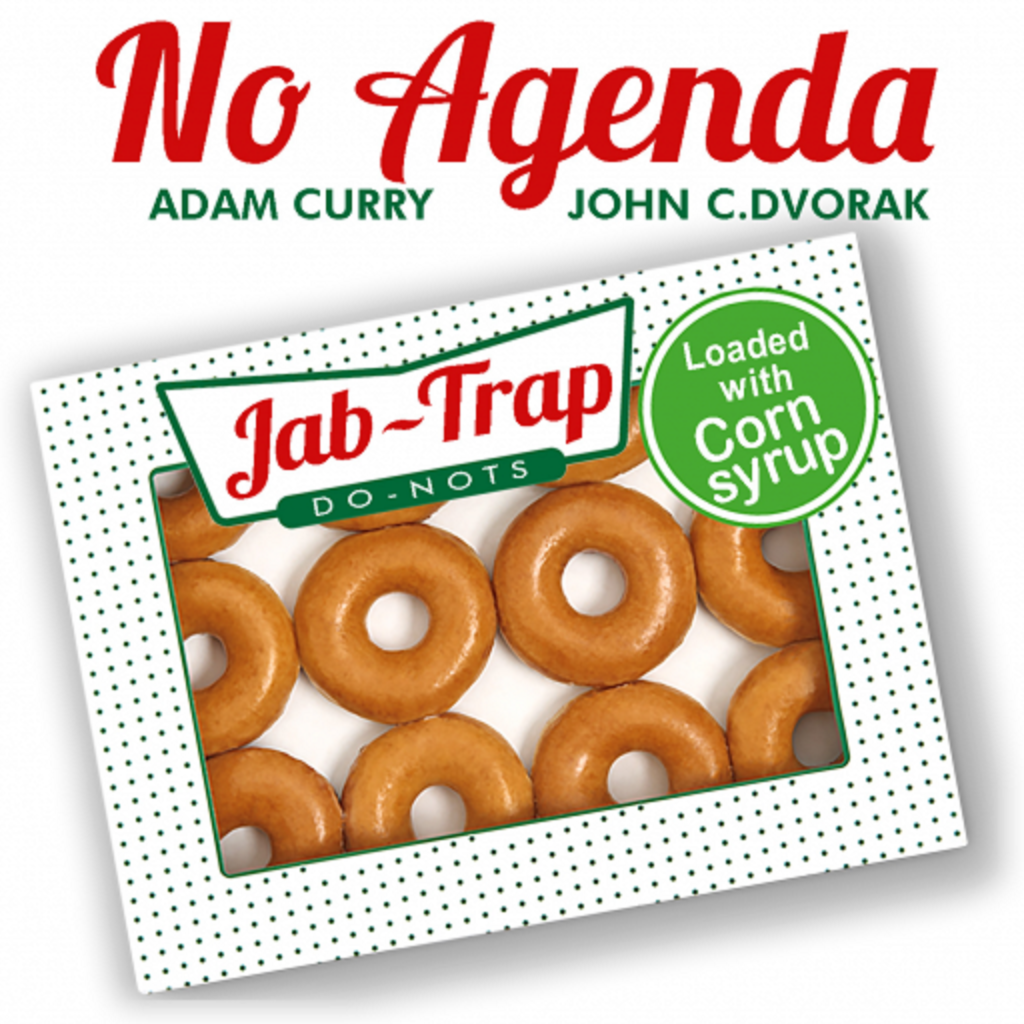 No Agenda
ADAM CURRY JOHN C.DVORAK
Jab~Trap
DO-NOTS
Loaded
with
Corn
syrup